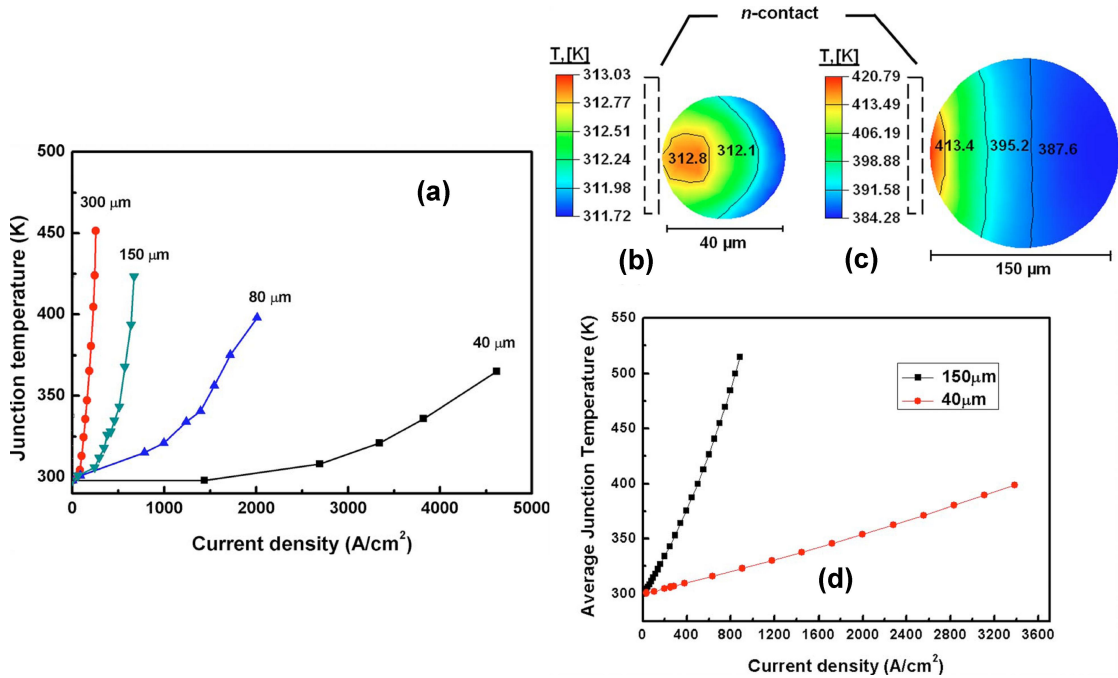 n-contact
T, [K]
313.03
312.77
312.51
312.24
311.98
311.72
312.8
312.1
40 µm
(b)
T, [K]
420.79
413.49
406.19
398.88
391.58
384.28
413.4
395.2
387.6
150 µm
(c)
(a)
Junction temperature (K)
500
450
400
350
300
300 µm
150 µm
80 µm
40 µm
0 1000 2000 3000 4000 5000
Current density (A/cm²)
Average Junction Temperature (K)
550
500
450
400
350
300
150µm
40µm
(d)
0 400 800 1200 1600 2000 2400 2800 3200 3600
Current density (A/cm²)